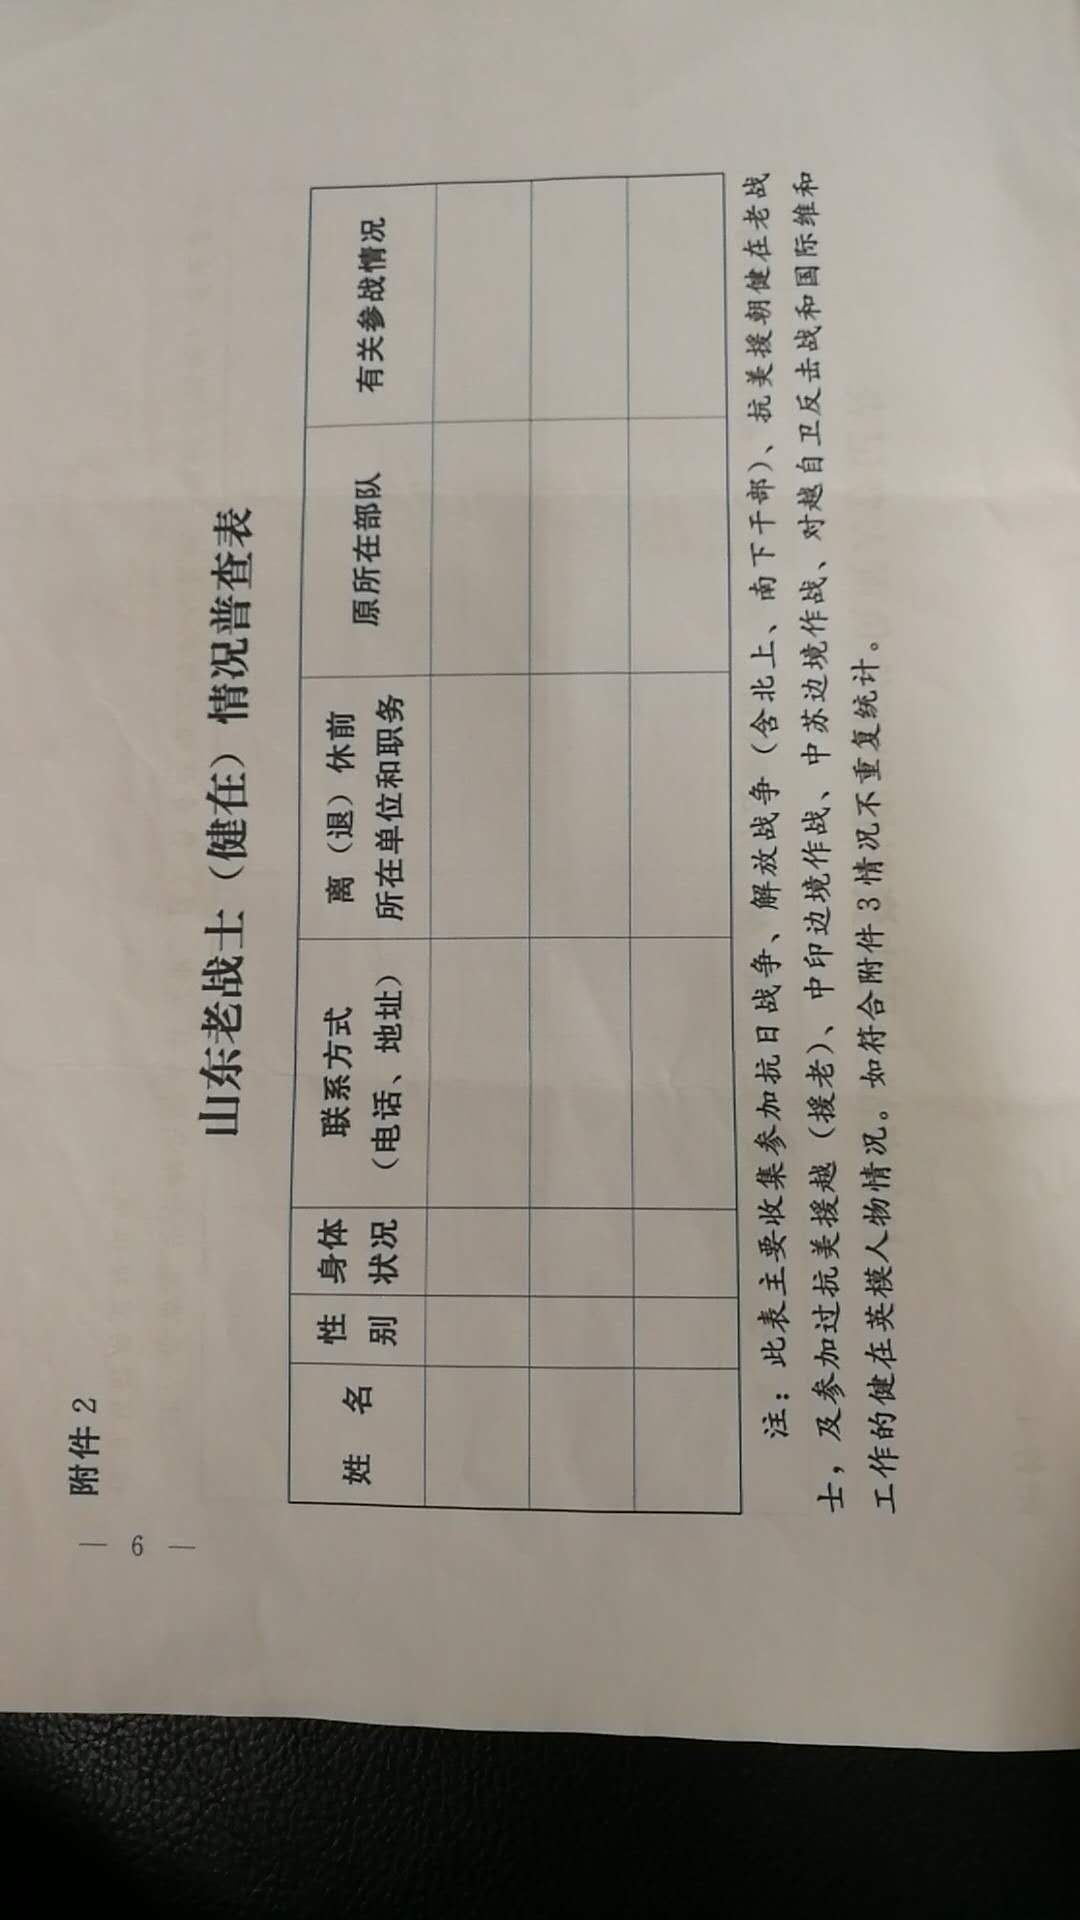 附件 2
山东老战士（健在）情况普查表
姓 名
性
别
身体
状况
联系方式
（电话、地址）
离（退）休前
所在单位和职务
原所在部队
有关参战情况
注：此表主要收集参加抗日战争、解放战争（含北上、南下干部）、抗美援朝健在老战
士，及参加过抗美援越（援老）、中印边境作战、中苏边境作战、对越自卫反击战和国际维和
工作的健在英模人物情况。如符合附件 3 情况不重复统计。
— 6 —